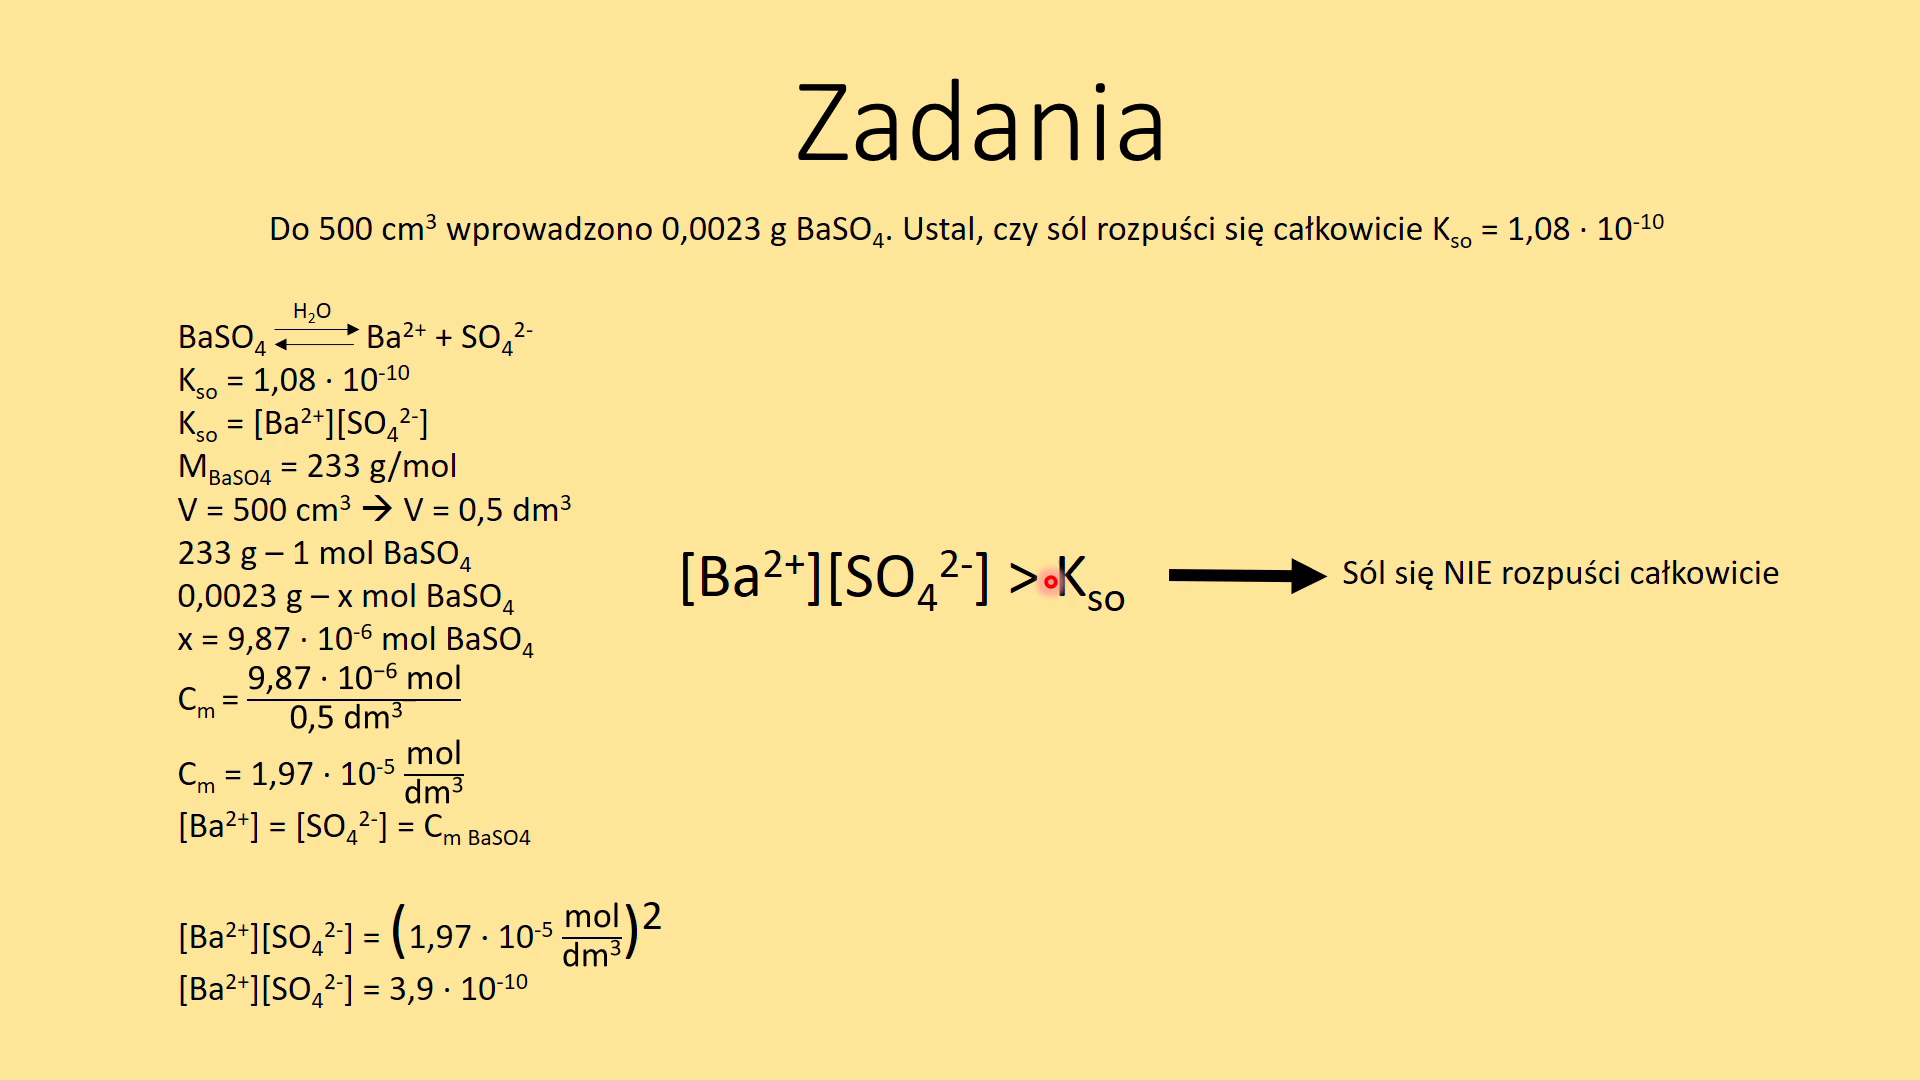 Zadania
Do 500 cm³ wprowadzono 0,0023 g BaSO₄. Ustal, czy sól rozpuści się całkowicie Kₛₒ = 1,08 · 10⁻¹⁰
H₂O
BaSO₄ ⇄ Ba²⁺ + SO₄²⁻
Kₛₒ = 1,08 · 10⁻¹⁰
Kₛₒ = [Ba²⁺][SO₄²⁻]
M_BaSO4 = 233 g/mol
V = 500 cm³ → V = 0,5 dm³
233 g – 1 mol BaSO₄
0,0023 g – x mol BaSO₄
x = 9,87 · 10⁻⁶ mol BaSO₄
Cₘ = 9,87 · 10⁻⁶ mol / 0,5 dm³
Cₘ = 1,97 · 10⁻⁵ mol / dm³
[Ba²⁺] = [SO₄²⁻] = C_m BaSO4
[Ba²⁺][SO₄²⁻] = (1,97 · 10⁻⁵ mol / dm³)²
[Ba²⁺][SO₄²⁻] = 3,9 · 10⁻¹⁰
[Ba²⁺][SO₄²⁻] > Kₛₒ
Sól się NIE rozpuści całkowicie